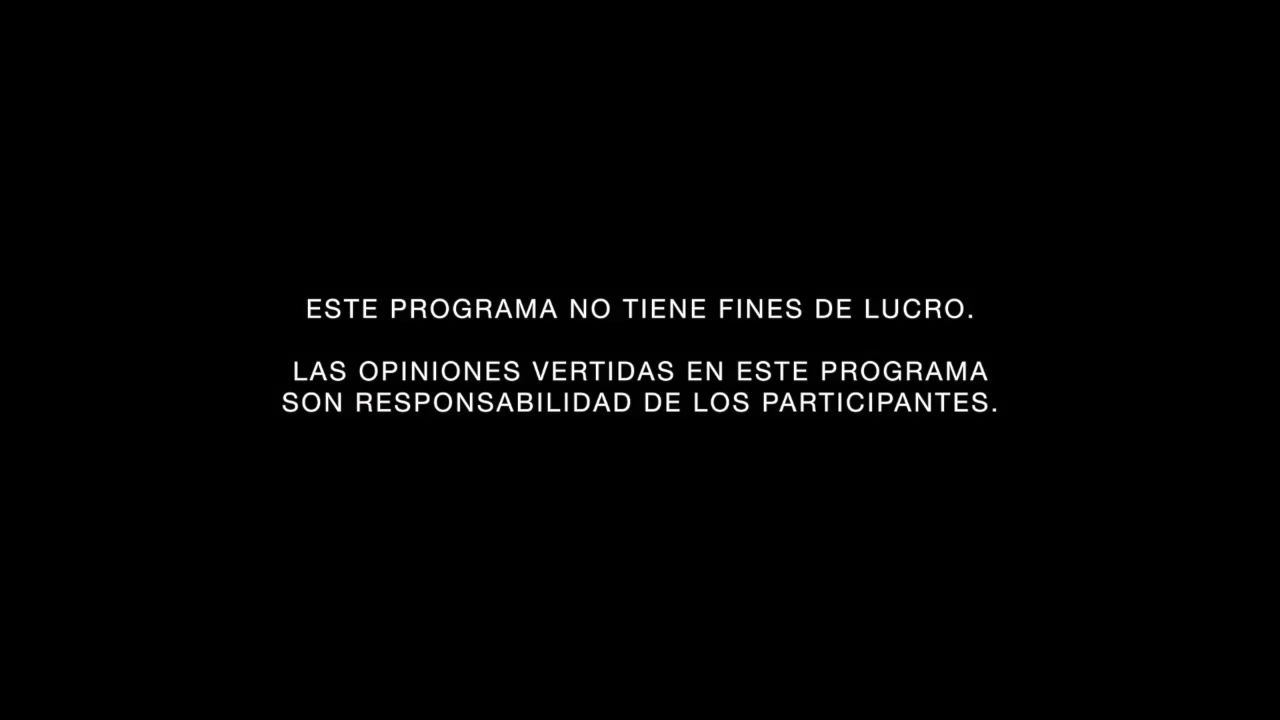 ESTE PROGRAMA NO TIENE FINES DE LUCRO.
LAS OPINIONES VERTIDAS EN ESTE PROGRAMA
SON RESPONSABILIDAD DE LOS PARTICIPANTES.